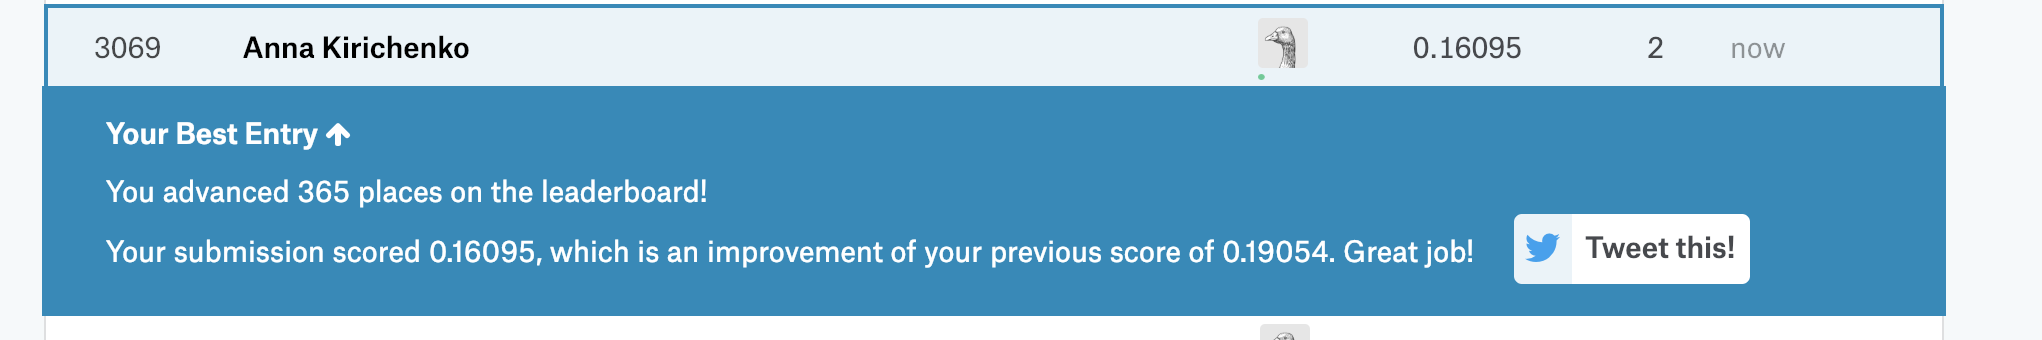 3069 Anna Kirichenko 0.16095 2 now
Your Best Entry
You advanced 365 places on the leaderboard!
Your submission scored 0.16095, which is an improvement of your previous score of 0.19054. Great job!
Tweet this!